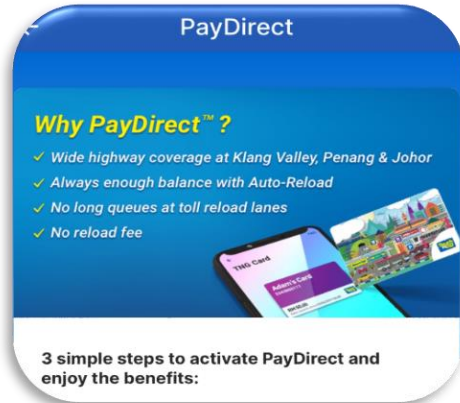 PayDirect
Why PayDirect™?
✓ Wide highway coverage at Klang Valley, Penang & Johor
✓ Always enough balance with Auto-Reload
✓ No long queues at toll reload lanes
✓ No reload fee
TNG Card
Adam's Card
3 simple steps to activate PayDirect and
enjoy the benefits: